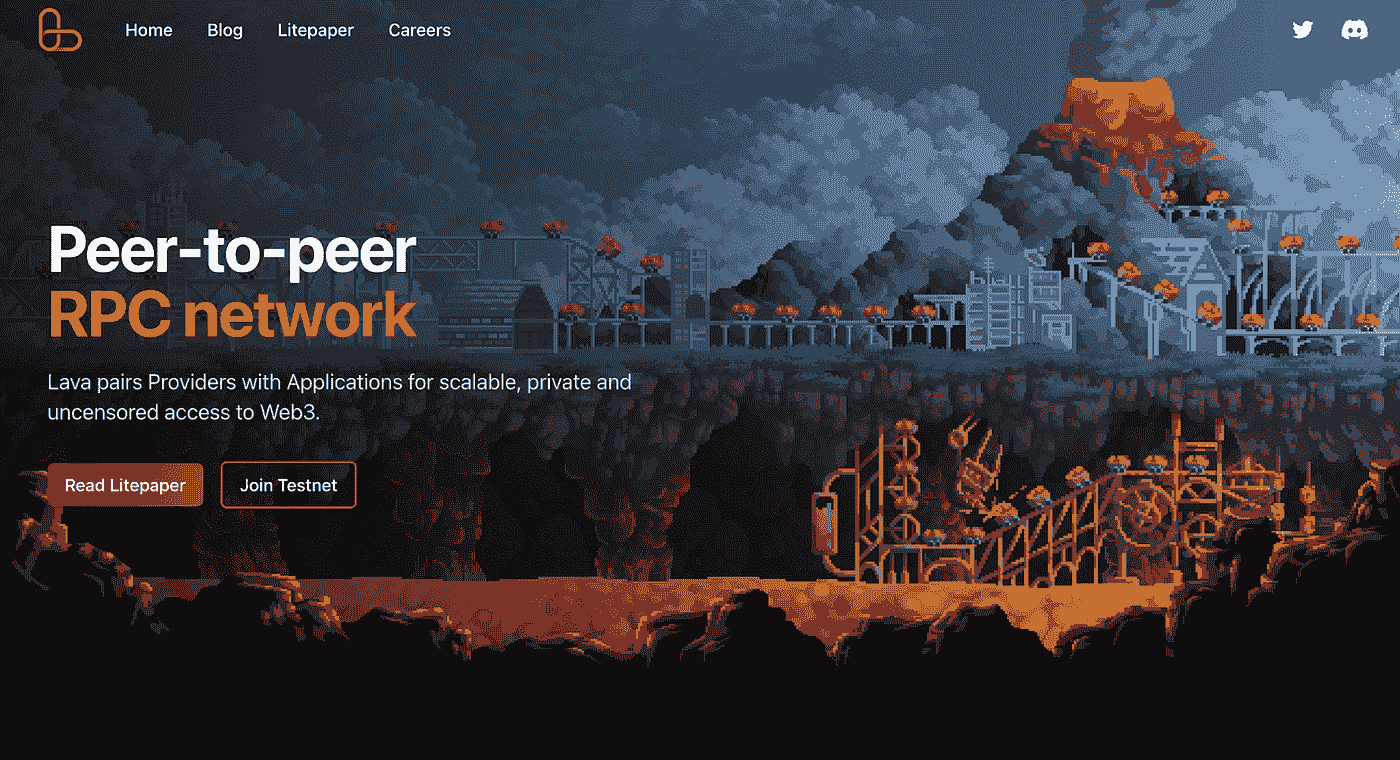 Home Blog Litepaper Careers
Peer-to-peer
RPC network
Lava pairs Providers with Applications for scalable, private and
uncensored access to Web3.
Read Litepaper Join Testnet